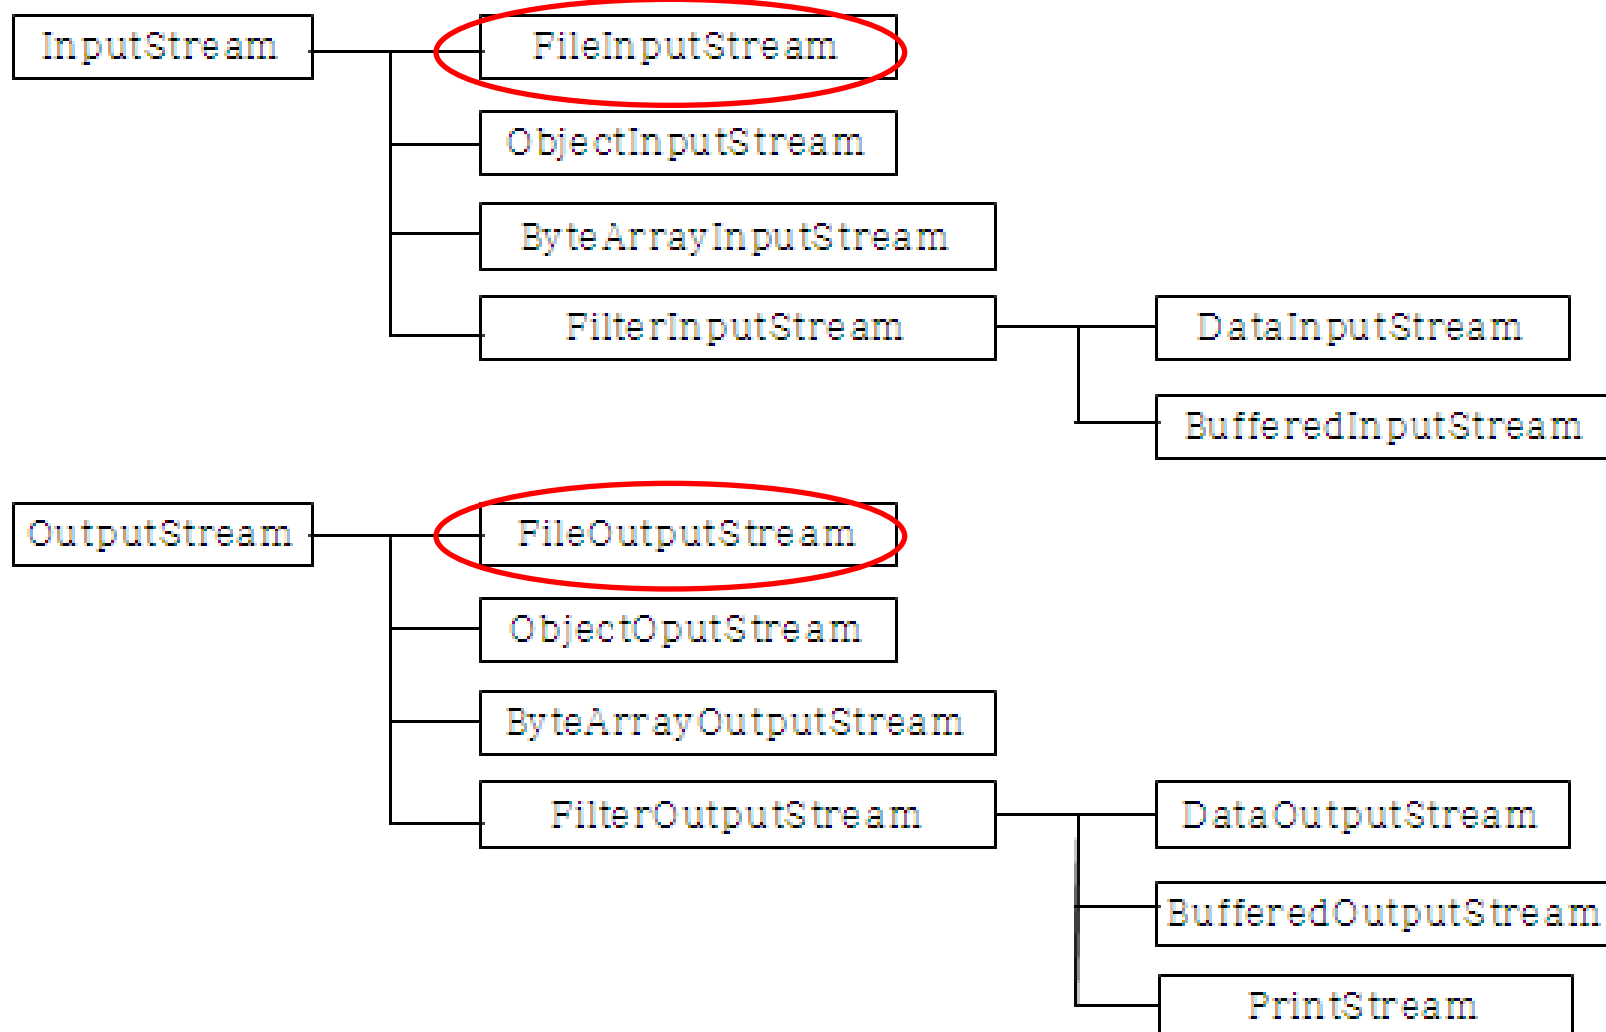 InputStream
FileInputStream
ObjectInputStream
ByteArrayInputStream
FilterInputStream
DataInputStream
BufferedInputStream
OutputStream
FileOutputStream
ObjectOputStream
ByteArrayOutputStream
FilterOutputStream
DataOutputStream
BufferedOutputStream
PrintStream